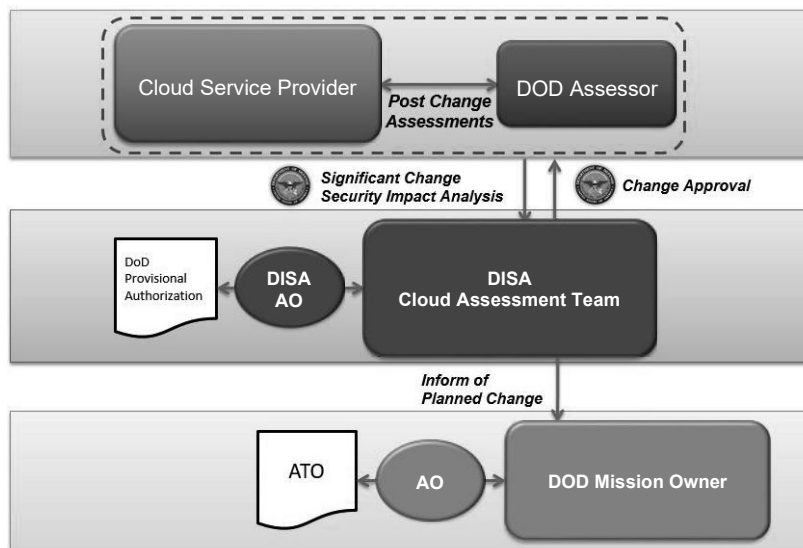 Cloud Service Provider
DOD Assessor
Post Change
Assessments
Significant Change
Security Impact Analysis
Change Approval
DoD
Provisional
Authorization
DISA
AO
DISA
Cloud Assessment Team
Inform of
Planned Change
ATO
AO
DOD Mission Owner